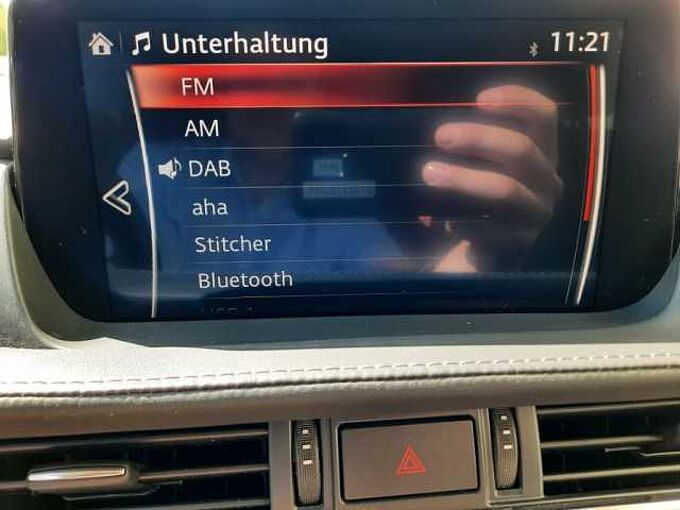 Unterhaltung 11:21
FM
AM
DAB
aha
Stitcher
Bluetooth